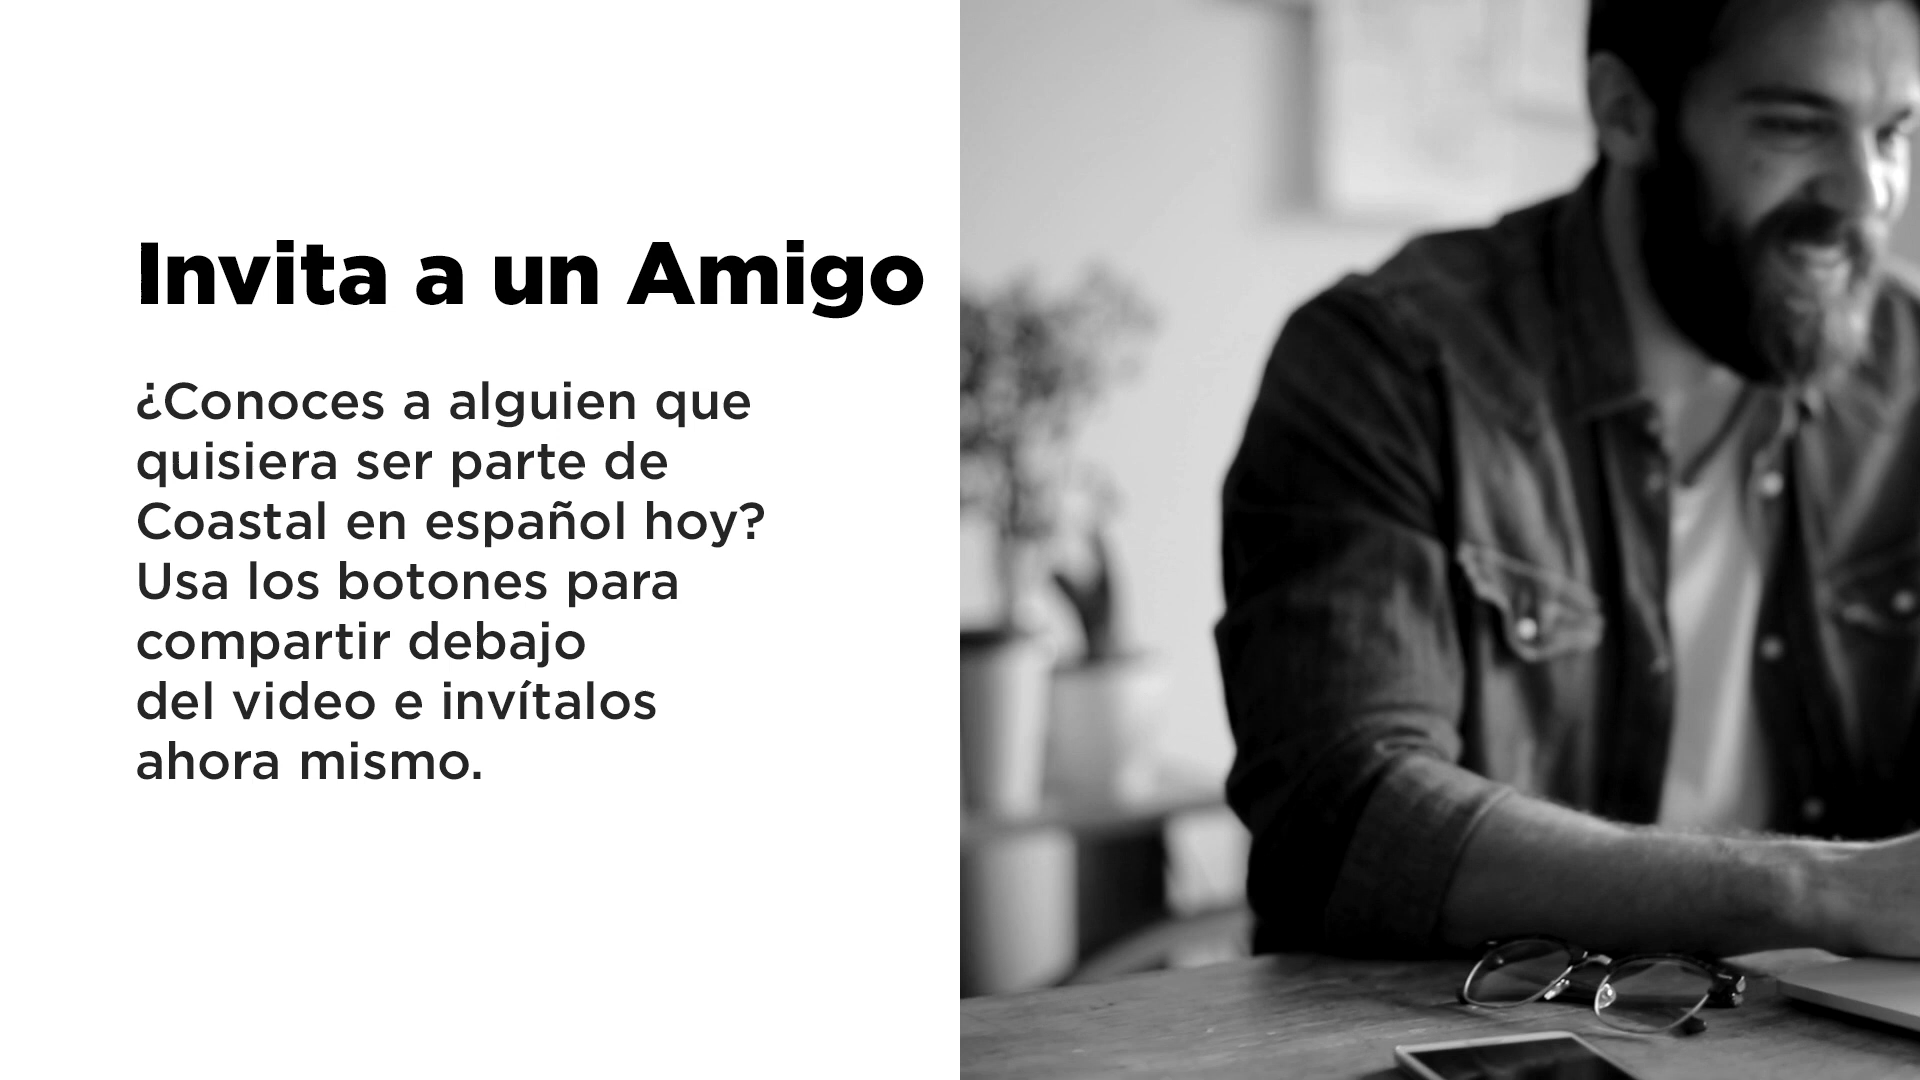 Invita a un Amigo
¿Conoces a alguien que
quisiera ser parte de
Coastal en español hoy?
Usa los botones para
compartir debajo
del video e invítalos
ahora mismo.